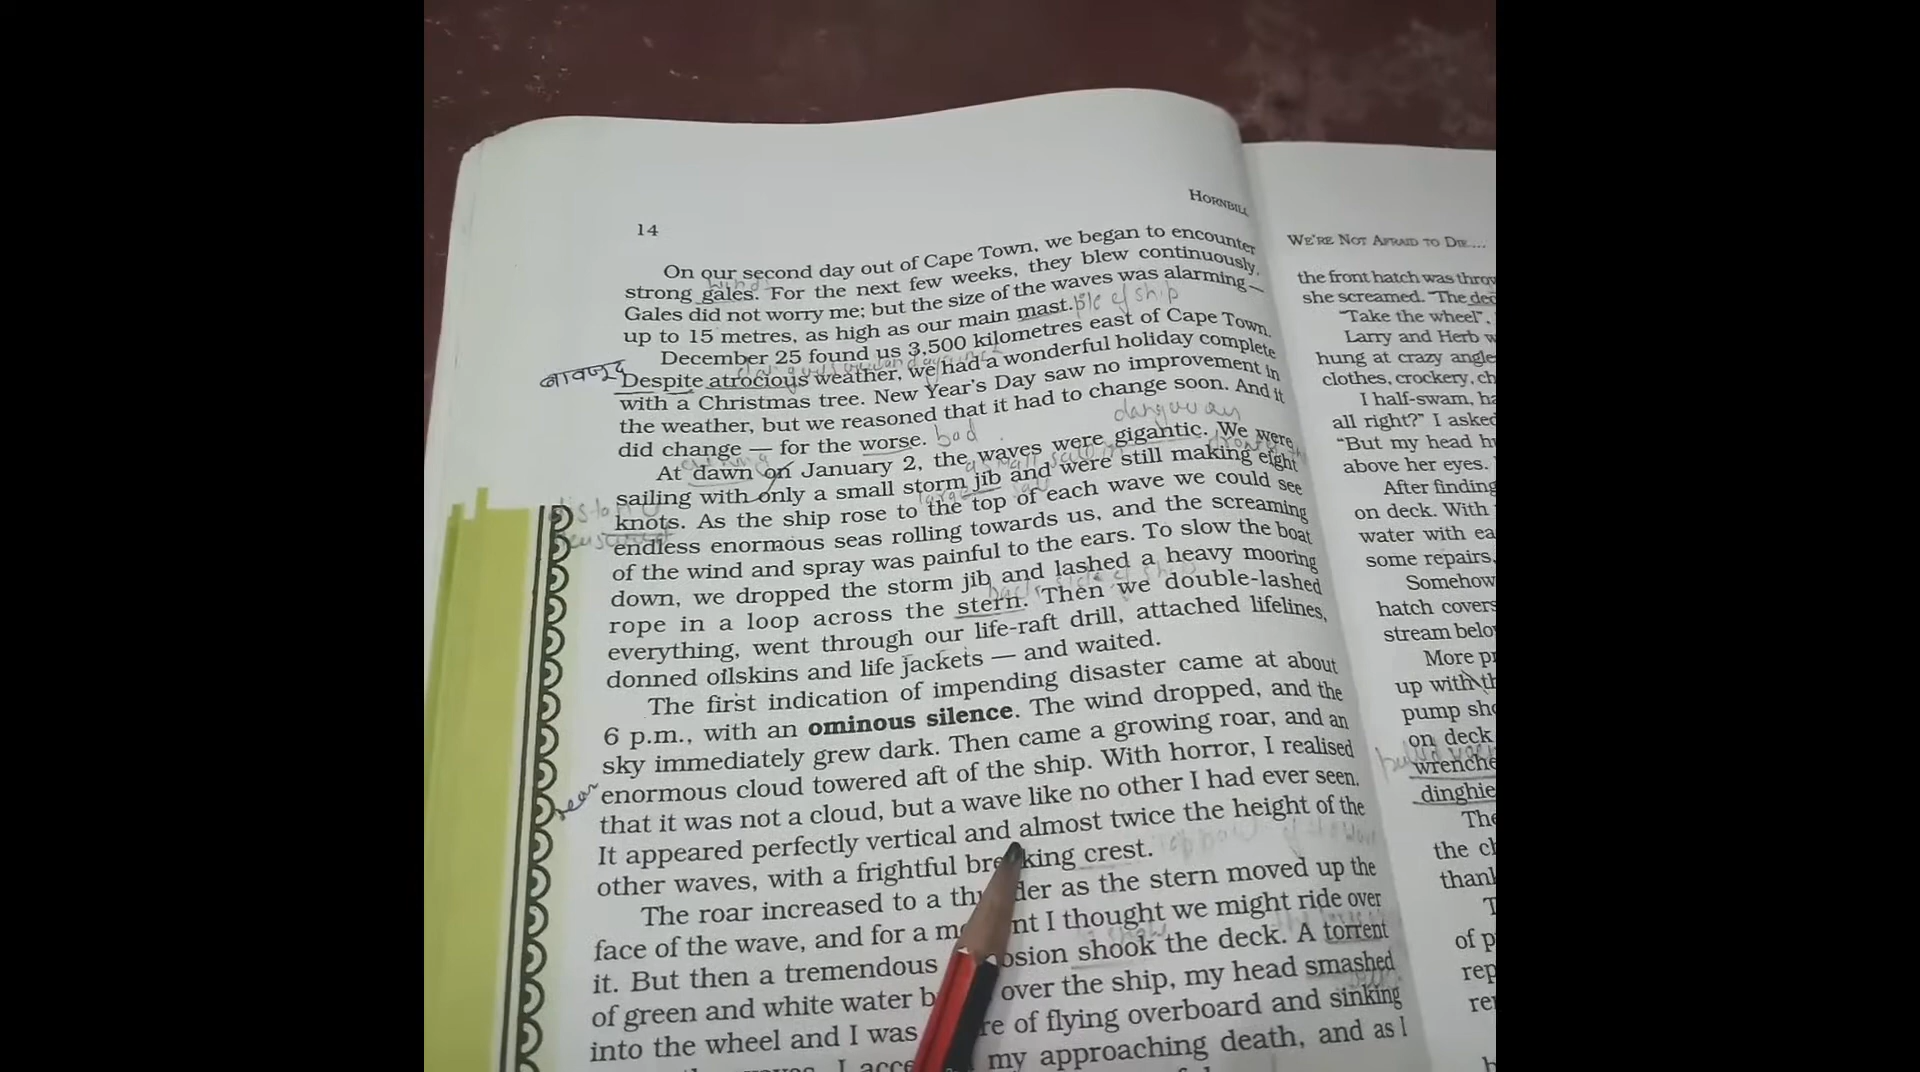 HORNBILL
14
On our second day out of Cape Town, we began to encounter
strong gales. For the next few weeks, they blew continuously.
Gales did not worry me; but the size of the waves was alarming—
up to 15 metres, as high as our main mast.
December 25 found us 3,500 kilometres east of Cape Town.
बावजूद
Despite atrocious weather, we had a wonderful holiday complete
with a Christmas tree. New Year's Day saw no improvement in
the weather, but we reasoned that it had to change soon. And it
did change — for the worse. bad
At dawn on January 2, the waves were gigantic. We were
sailing with only a small storm jib and were still making eight
knots. As the ship rose to the top of each wave we could see
endless enormous seas rolling towards us, and the screaming
of the wind and spray was painful to the ears. To slow the boat
down, we dropped the storm jib and lashed a heavy mooring
rope in a loop across the stern. Then we double-lashed
everything, went through our life-raft drill, attached lifelines,
donned oilskins and life jackets — and waited.
The first indication of impending disaster came at about
6 p.m., with an ominous silence. The wind dropped, and the
sky immediately grew dark. Then came a growing roar, and an
enormous cloud towered aft of the ship. With horror, I realised
that it was not a cloud, but a wave like no other I had ever seen.
It appeared perfectly vertical and almost twice the height of the
other waves, with a frightful breaking crest.
The roar increased to a thunder as the stern moved up the
face of the wave, and for a moment I thought we might ride over
it. But then a tremendous explosion shook the deck. A torrent
of green and white water over the ship, my head smashed
into the wheel and I was of flying overboard and sinking
I my approaching death, and as I
WE'RE NOT AFRAID TO DIE...
the front hatch was
she screamed. "The
"Take the wheel",
Larry and Herb
hung at crazy angle
clothes, crockery,
I half-swam,
all right?" I asked
"But my head
above her eyes.
After finding
on deck. With
water with
some repairs,
Somehow
hatch covers
stream
More
up with
pump
on deck
The
the
of